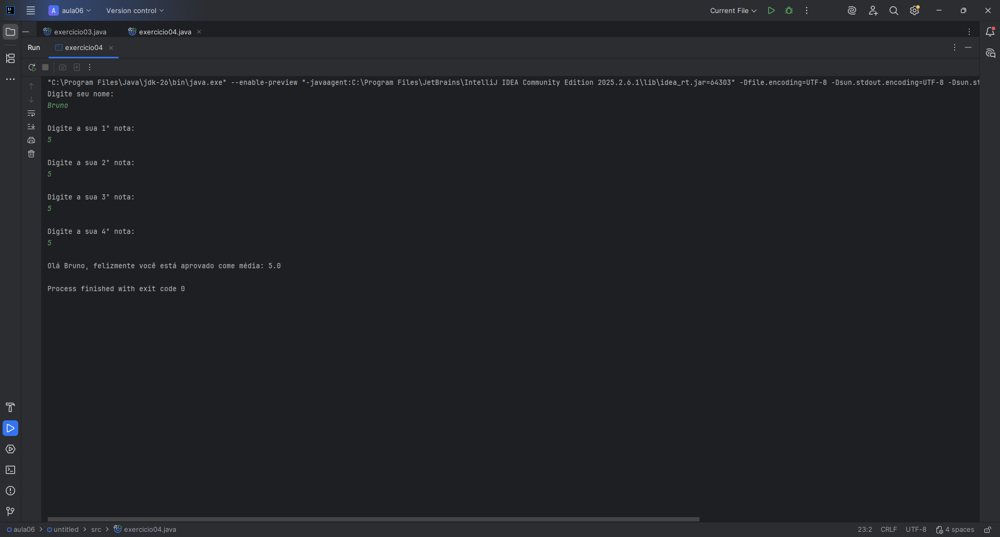 A aula06 Version control Current File
exercicio03.java exercicio04.java
Run exercicio04
"C:\Program Files\Java\jdk-26\bin\java.exe" --enable-preview "-javaagent:C:\Program Files\JetBrains\IntelliJ IDEA Community Edition 2025.2.6.1\lib\idea_rt.jar=64303" -Dfile.encoding=UTF-8 -Dsun.stdout.encoding=UTF-8 -Dsun.st
Digite seu nome:
Bruno
Digite a sua 1ª nota:
5
Digite a sua 2ª nota:
5
Digite a sua 3ª nota:
5
Digite a sua 4ª nota:
5
Olá Bruno, felizmente você está aprovado come média: 5.0
Process finished with exit code 0
aula06 > untitled > src > exercicio04.java 23:2 CRLF UTF-8 4 spaces